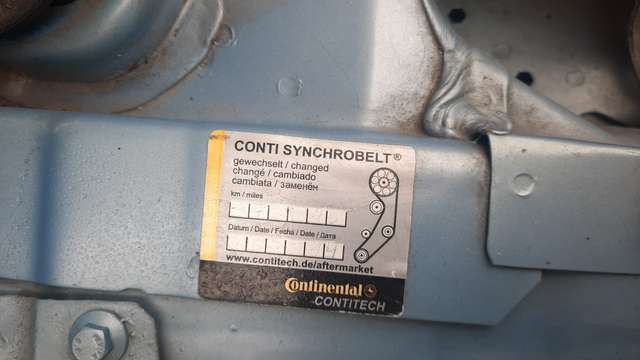 CONTI SYNCHROBELT®
gewechselt / changed
changé / cambiado
cambiata / заменён
km / miles
Datum / Date / Fecha / Date / Дата
www.contitech.de/aftermarket
Continental
CONTITECH